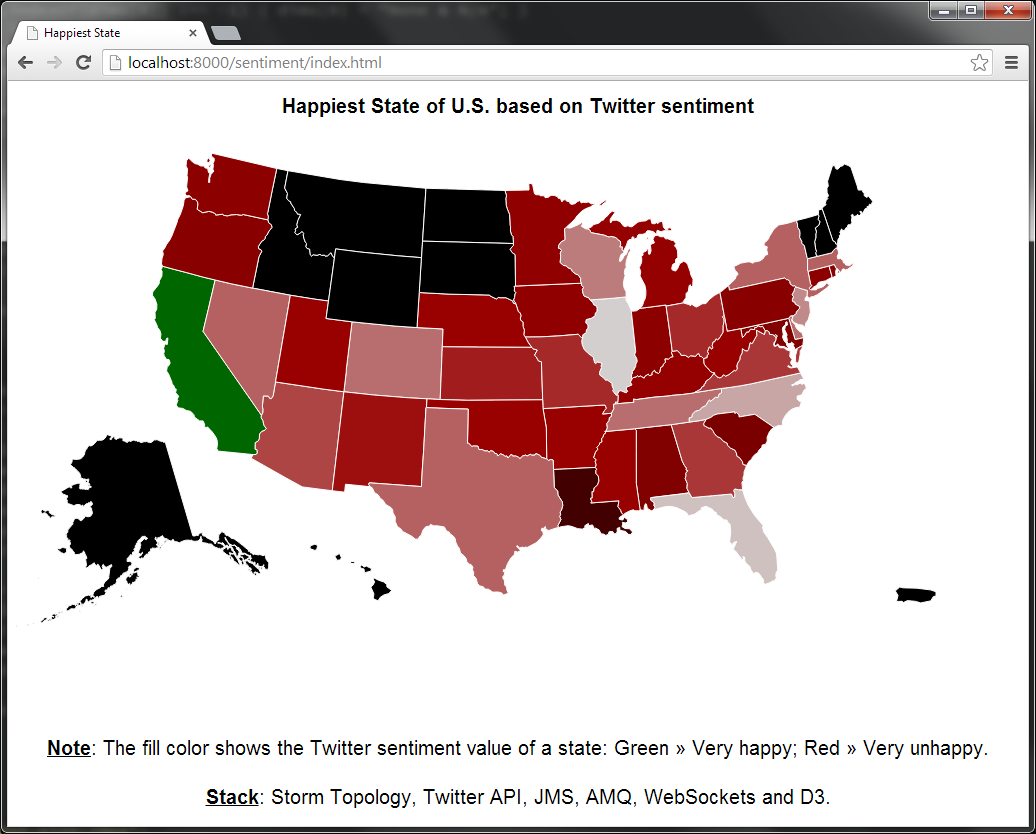 Happiest State
localhost:8000/sentiment/index.html
Happiest State of U.S. based on Twitter sentiment
Note: The fill color shows the Twitter sentiment value of a state: Green » Very happy; Red » Very unhappy.
Stack: Storm Topology, Twitter API, JMS, AMQ, WebSockets and D3.